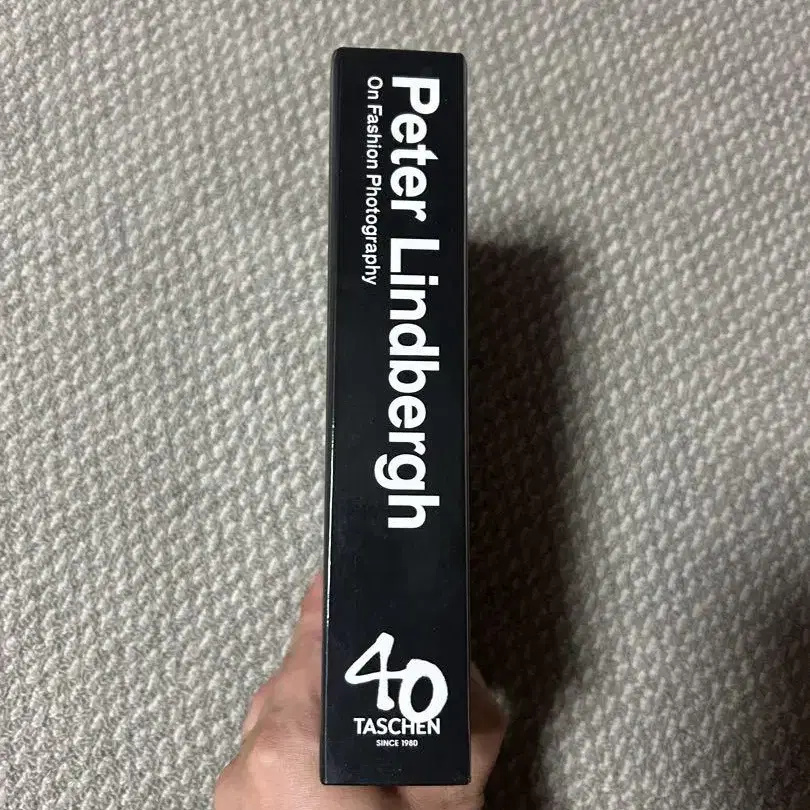 Peter Lindbergh
On Fashion Photography
40
TASCHEN
SINCE 1980